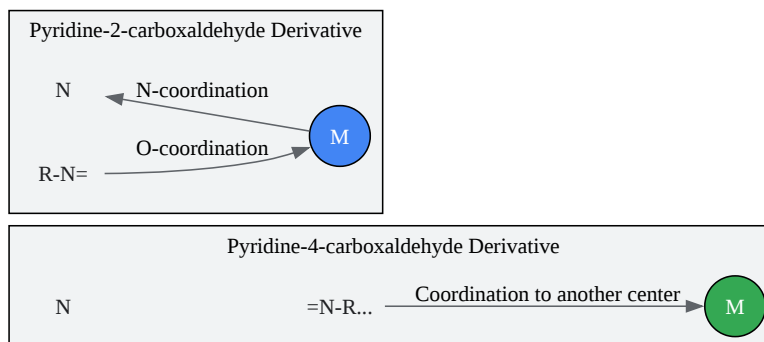 Pyridine-2-carboxaldehyde Derivative
N
N-coordination
M
O-coordination
R-N=
Pyridine-4-carboxaldehyde Derivative
N
=N-R...
Coordination to another center
M